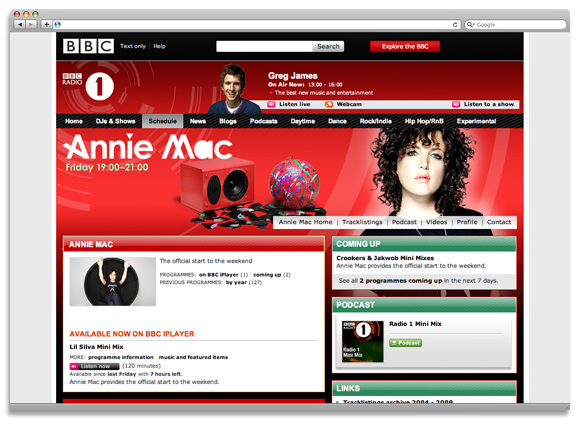 Google
BBC Text only | Help Search Explore the BBC
BBC
RADIO 1
Greg James
On Air Now: 13:00 - 16:00
The best new music and entertainment
Listen live Webcam Listen to a show
Home DJs & Shows Schedule News Blogs Podcasts Daytime Dance Rock/Indie Hip Hop/RnB Experimental
Annie Mac
Friday 19:00–21:00
Annie Mac Home | Tracklistings | Podcast | Videos | Profile | Contact
ANNIE MAC
The official start to the weekend
PROGRAMMES: on BBC iPlayer (1) | coming up (2)
PREVIOUS PROGRAMMES: by year (127)
AVAILABLE NOW ON BBC IPLAYER
Lil Silva Mini Mix
MORE: programme information | music and featured items
Listen now (120 minutes)
Available since last Friday with 7 hours left.
Annie Mac provides the official start to the weekend.
COMING UP
Crookers & Jakwob Mini Mixes
Annie Mac provides the official start to the weekend.
See all 2 programmes coming up in the next 7 days.
PODCAST
BBC
RADIO 1
Radio 1
Mini Mix
Radio 1 Mini Mix
Podcast
LINKS
Tracklistings archive 2004 - 2009